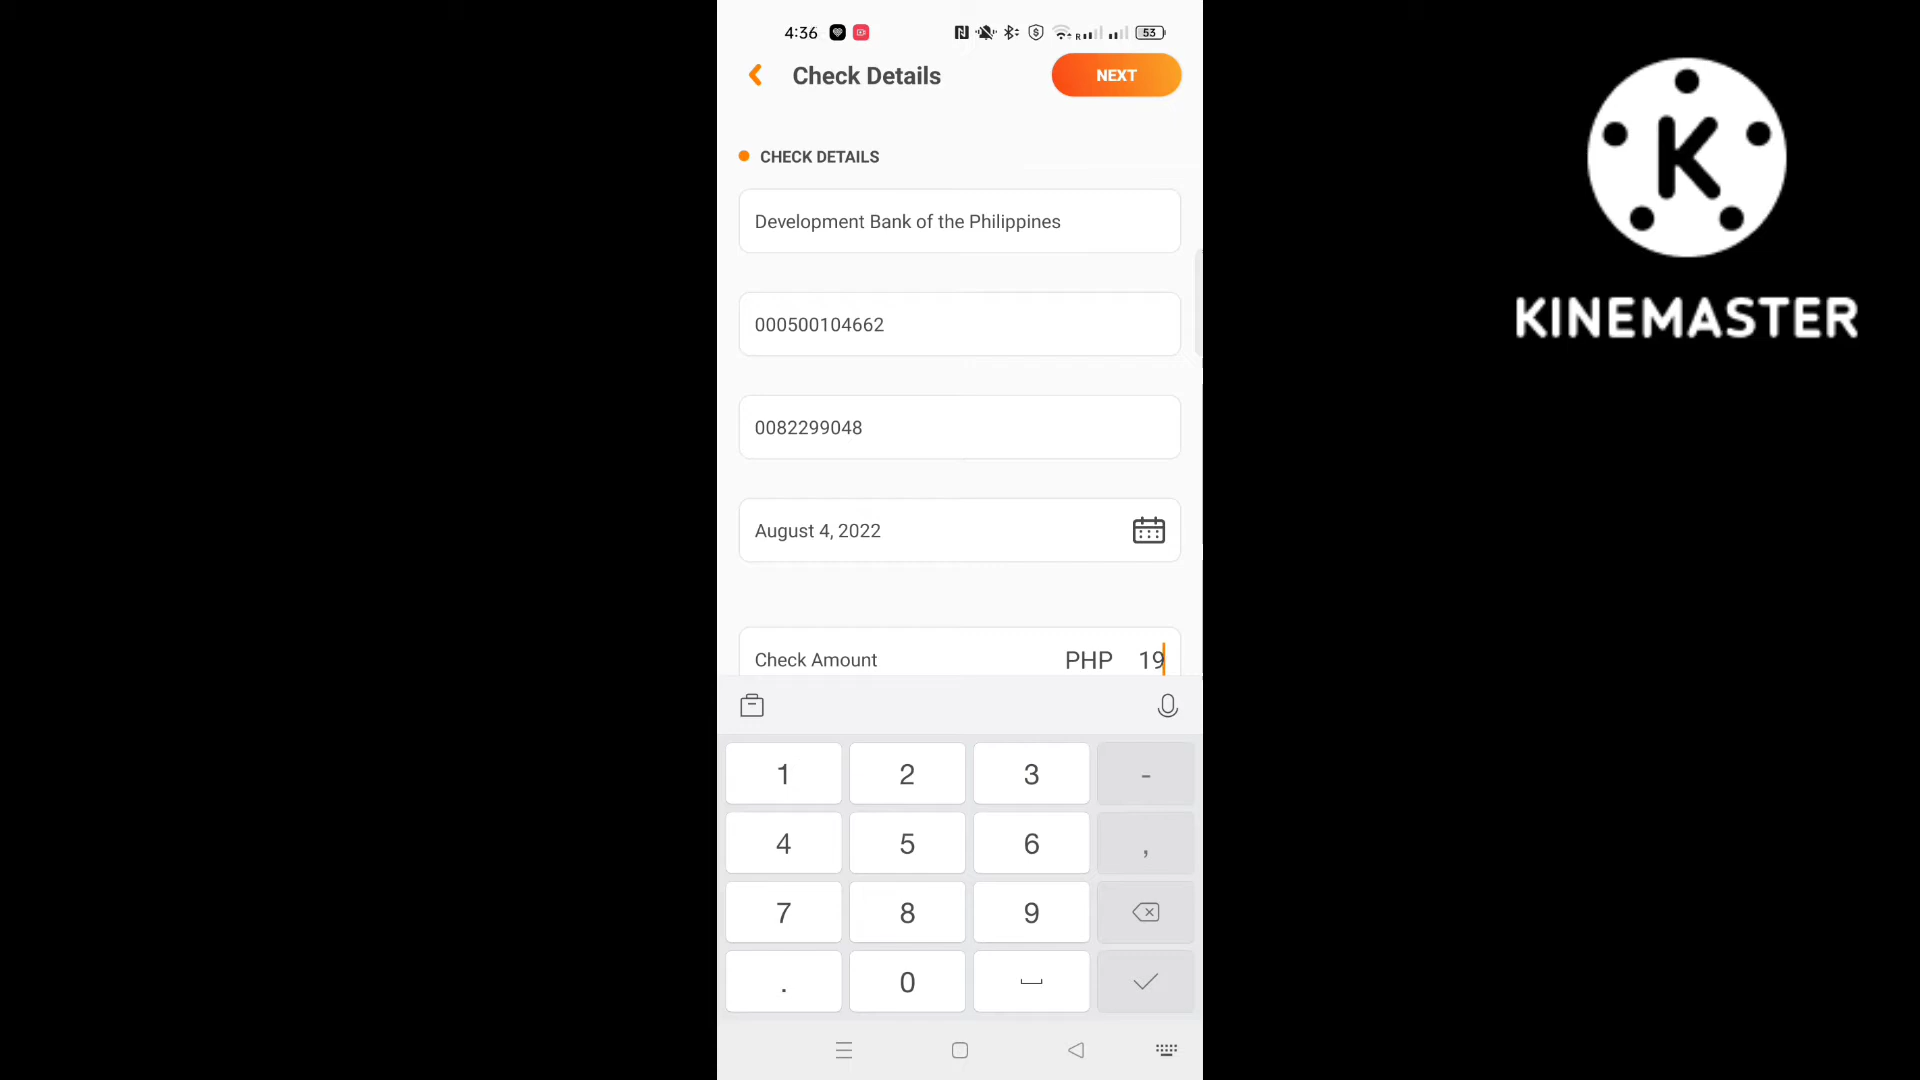 4:36
53
Check Details
NEXT
CHECK DETAILS
Development Bank of the Philippines
000500104662
0082299048
August 4, 2022
Check Amount PHP 19
1 2 3 -
4 5 6 ,
7 8 9
. 0
K
KINEMASTER